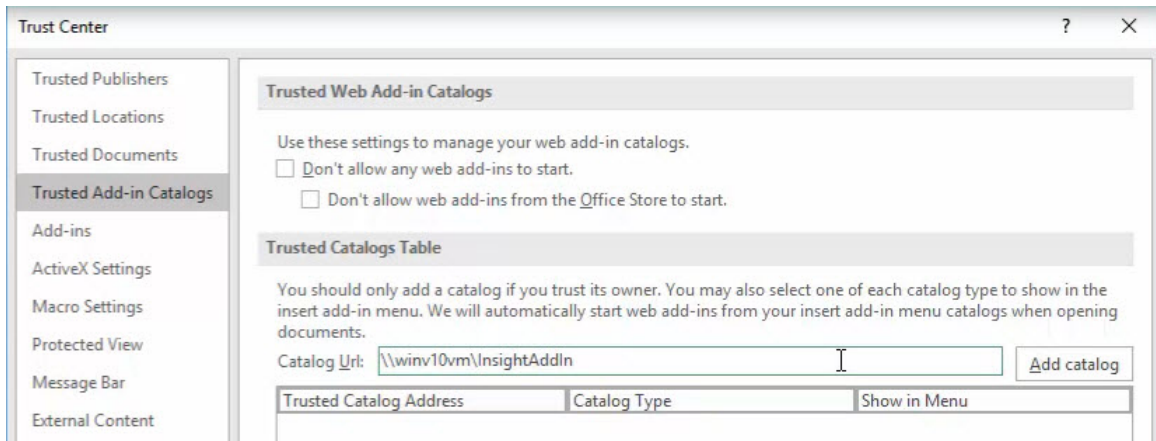 Trust Center ?
Trusted Publishers
Trusted Locations
Trusted Documents
Trusted Add-in Catalogs
Add-ins
ActiveX Settings
Macro Settings
Protected View
Message Bar
External Content
Trusted Web Add-in Catalogs
Use these settings to manage your web add-in catalogs.
Don't allow any web add-ins to start.
Don't allow web add-ins from the Office Store to start.
Trusted Catalogs Table
You should only add a catalog if you trust its owner. You may also select one of each catalog type to show in the
insert add-in menu. We will automatically start web add-ins from your insert add-in menu catalogs when opening
documents.
Catalog Url: \\winv10vm\InsightAddIn Add catalog
Trusted Catalog Address Catalog Type Show in Menu